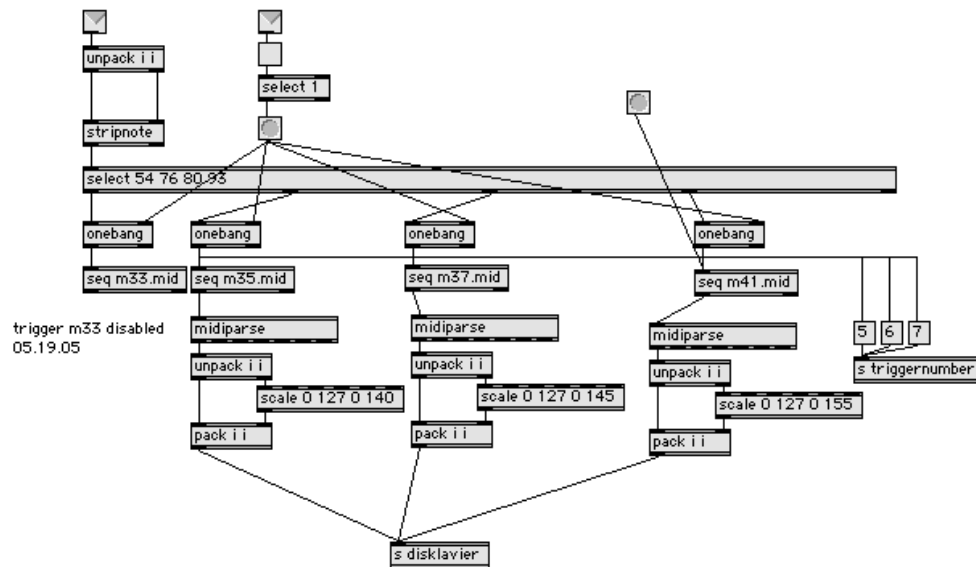 unpack i i
select 1
stripnote
select 54 76 80 93
onebang
onebang
onebang
onebang
seq m33.mid
seq m35.mid
seq m37.mid
seq m41.mid
trigger m33 disabled
05.19.05
midiparse
midiparse
midiparse
5
6
7
unpack i i
unpack i i
unpack i i
s triggernumber
scale 0 127 0 140
scale 0 127 0 145
scale 0 127 0 155
pack i i
pack i i
pack i i
s disklavier